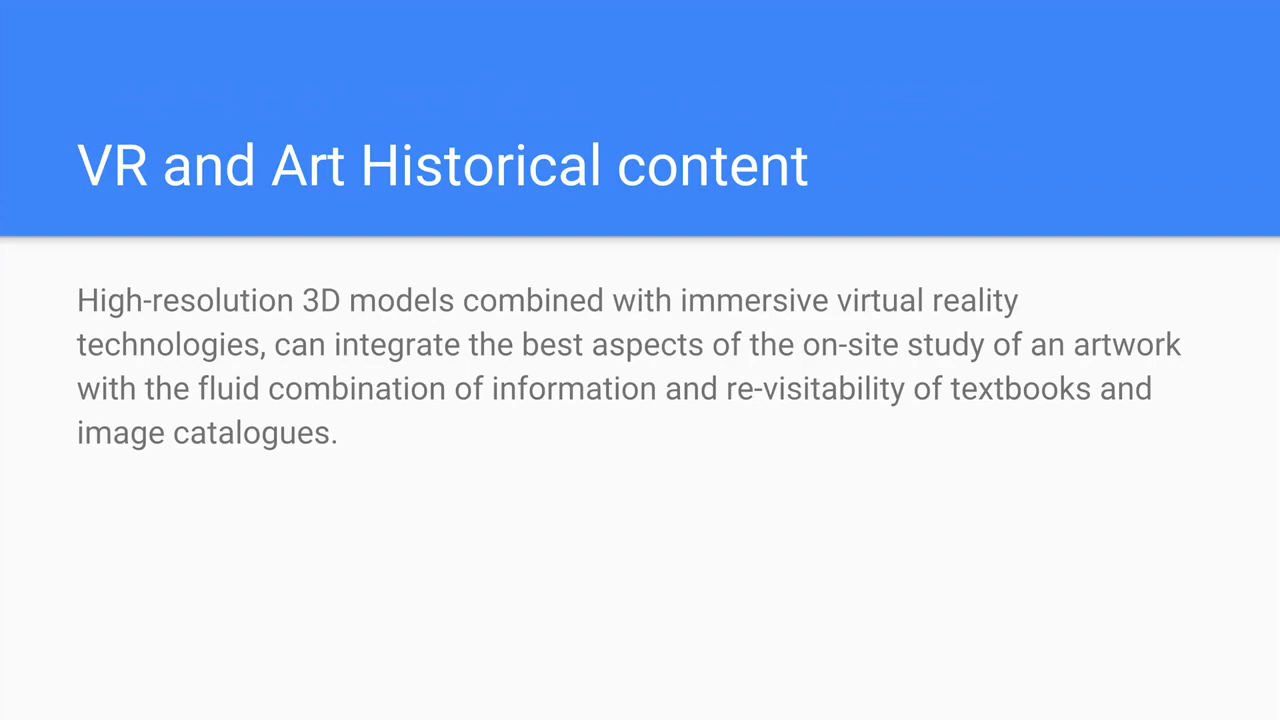 VR and Art Historical content
High-resolution 3D models combined with immersive virtual reality
technologies, can integrate the best aspects of the on-site study of an artwork
with the fluid combination of information and re-visitability of textbooks and
image catalogues.